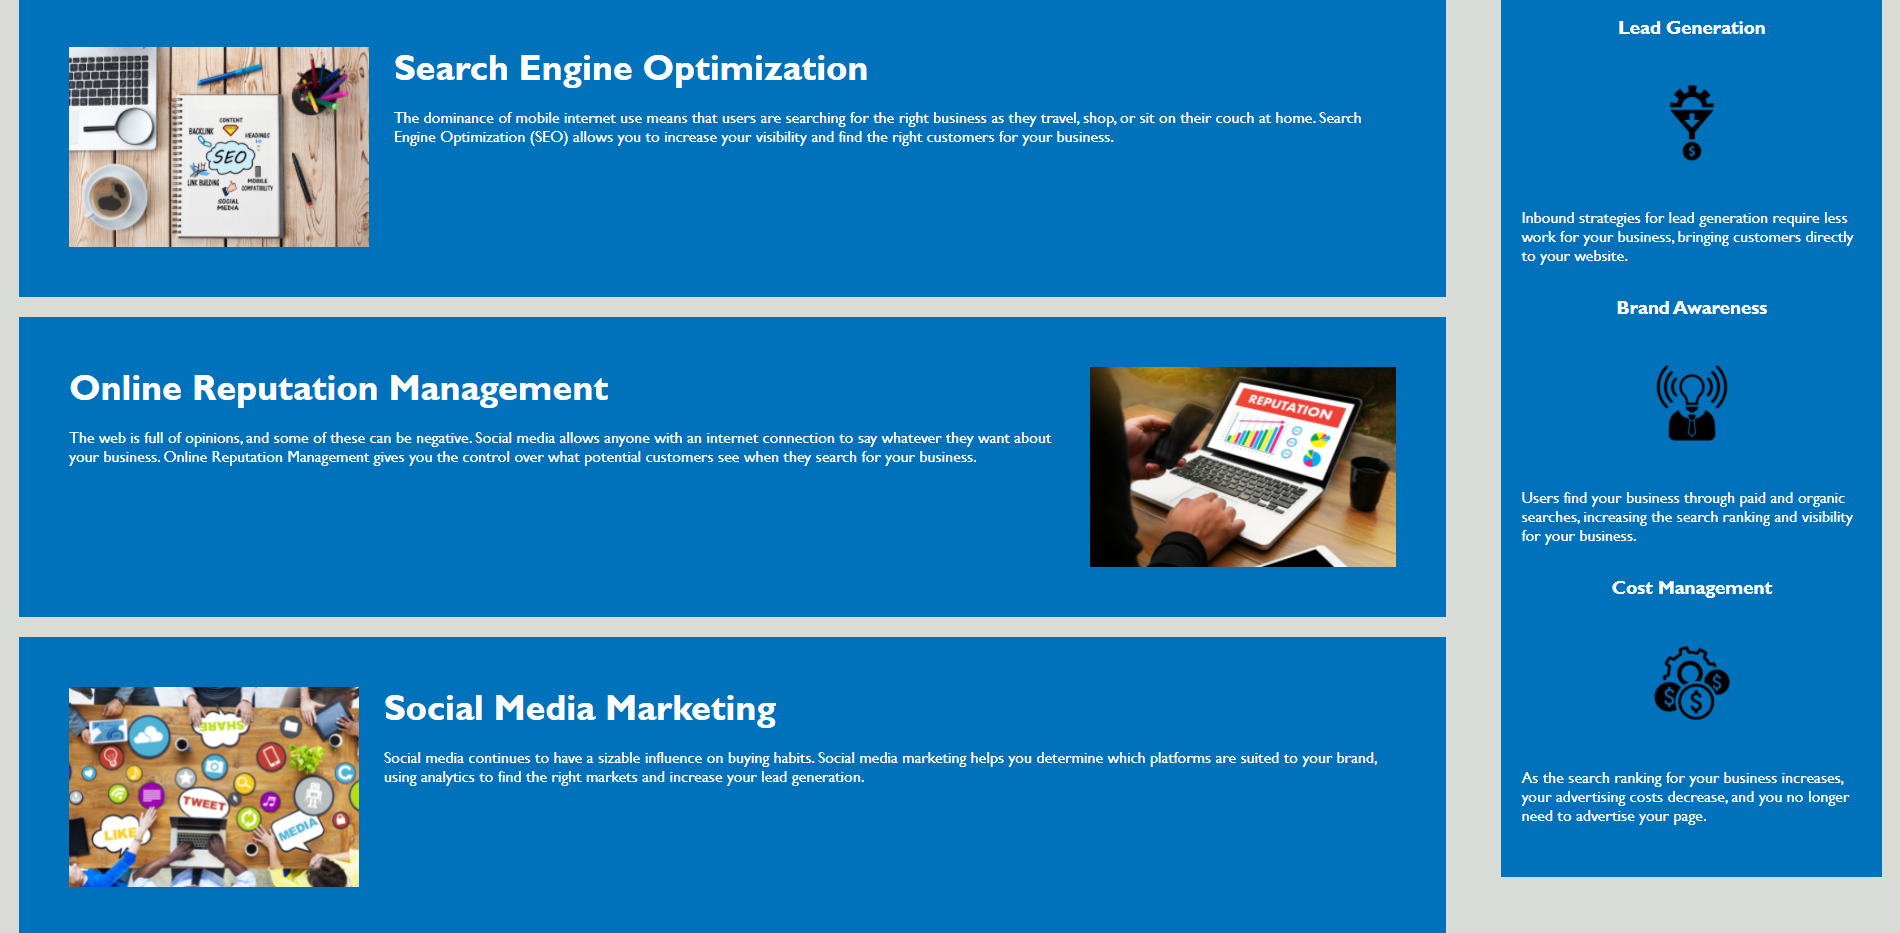 Search Engine Optimization
The dominance of mobile internet use means that users are searching for the right business as they travel, shop, or sit on their couch at home. Search
Engine Optimization (SEO) allows you to increase your visibility and find the right customers for your business.
CONTENT
BACKLINK
HEADINGS
SEO
LINK BUILDING
MOBILE
COMPATIBILITY
SOCIAL
MEDIA
Online Reputation Management
The web is full of opinions, and some of these can be negative. Social media allows anyone with an internet connection to say whatever they want about
your business. Online Reputation Management gives you the control over what potential customers see when they search for your business.
REPUTATION
Social Media Marketing
Social media continues to have a sizable influence on buying habits. Social media marketing helps you determine which platforms are suited to your brand,
using analytics to find the right markets and increase your lead generation.
SHARE
TWEET
LIKE
MEDIA
Lead Generation
$
Inbound strategies for lead generation require less
work for your business, bringing customers directly
to your website.
Brand Awareness
Users find your business through paid and organic
searches, increasing the search ranking and visibility
for your business.
Cost Management
$ $ $
As the search ranking for your business increases,
your advertising costs decrease, and you no longer
need to advertise your page.